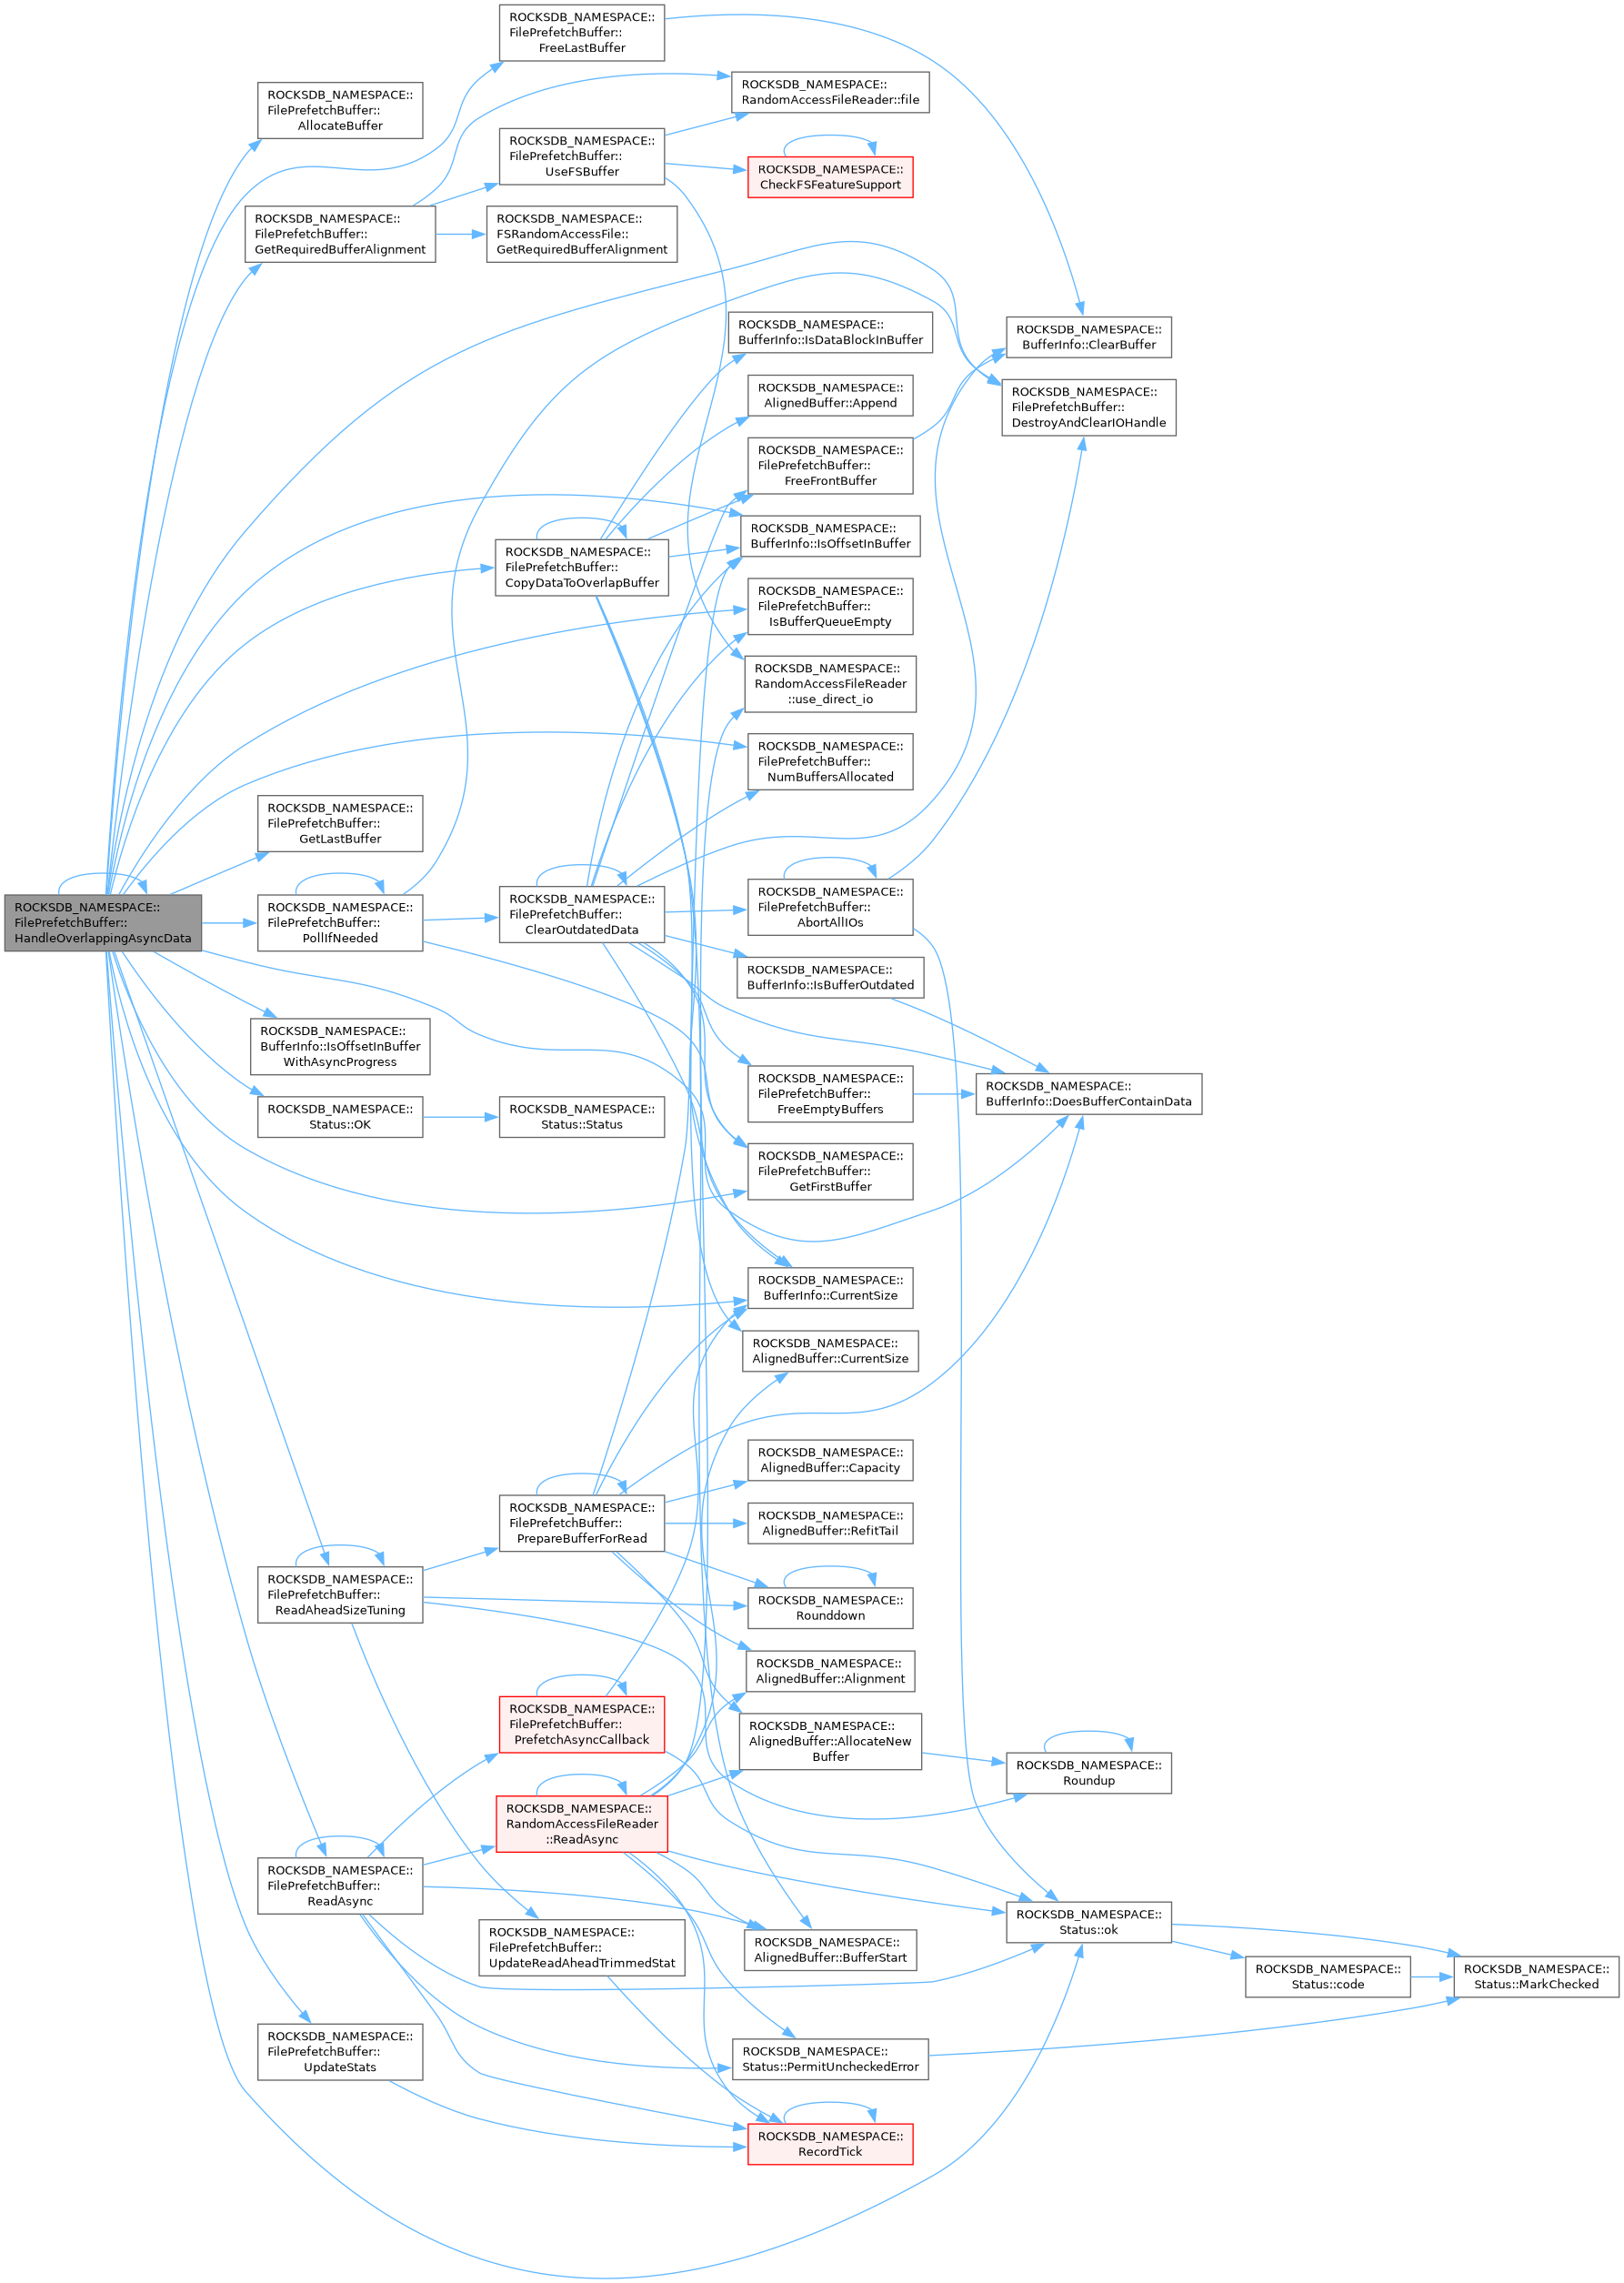 ROCKSDB_NAMESPACE::
FilePrefetchBuffer::
FreeLastBuffer
ROCKSDB_NAMESPACE::
RandomAccessFileReader::file
ROCKSDB_NAMESPACE::
FilePrefetchBuffer::
AllocateBuffer
ROCKSDB_NAMESPACE::
FilePrefetchBuffer::
UseFSBuffer
ROCKSDB_NAMESPACE::
CheckFSFeatureSupport
ROCKSDB_NAMESPACE::
FilePrefetchBuffer::
GetRequiredBufferAlignment
ROCKSDB_NAMESPACE::
FSRandomAccessFile::
GetRequiredBufferAlignment
ROCKSDB_NAMESPACE::
BufferInfo::IsDataBlockInBuffer
ROCKSDB_NAMESPACE::
BufferInfo::ClearBuffer
ROCKSDB_NAMESPACE::
AlignedBuffer::Append
ROCKSDB_NAMESPACE::
FilePrefetchBuffer::
DestroyAndClearIOHandle
ROCKSDB_NAMESPACE::
FilePrefetchBuffer::
FreeFrontBuffer
ROCKSDB_NAMESPACE::
BufferInfo::IsOffsetInBuffer
ROCKSDB_NAMESPACE::
FilePrefetchBuffer::
CopyDataToOverlapBuffer
ROCKSDB_NAMESPACE::
FilePrefetchBuffer::
IsBufferQueueEmpty
ROCKSDB_NAMESPACE::
RandomAccessFileReader
::use_direct_io
ROCKSDB_NAMESPACE::
FilePrefetchBuffer::
NumBuffersAllocated
ROCKSDB_NAMESPACE::
FilePrefetchBuffer::
GetLastBuffer
ROCKSDB_NAMESPACE::
FilePrefetchBuffer::
HandleOverlappingAsyncData
ROCKSDB_NAMESPACE::
FilePrefetchBuffer::
PollIfNeeded
ROCKSDB_NAMESPACE::
FilePrefetchBuffer::
ClearOutdatedData
ROCKSDB_NAMESPACE::
FilePrefetchBuffer::
AbortAllIOs
ROCKSDB_NAMESPACE::
BufferInfo::IsBufferOutdated
ROCKSDB_NAMESPACE::
BufferInfo::IsOffsetInBuffer
WithAsyncProgress
ROCKSDB_NAMESPACE::
FilePrefetchBuffer::
FreeEmptyBuffers
ROCKSDB_NAMESPACE::
BufferInfo::DoesBufferContainData
ROCKSDB_NAMESPACE::
Status::OK
ROCKSDB_NAMESPACE::
Status::Status
ROCKSDB_NAMESPACE::
FilePrefetchBuffer::
GetFirstBuffer
ROCKSDB_NAMESPACE::
BufferInfo::CurrentSize
ROCKSDB_NAMESPACE::
AlignedBuffer::CurrentSize
ROCKSDB_NAMESPACE::
AlignedBuffer::Capacity
ROCKSDB_NAMESPACE::
FilePrefetchBuffer::
PrepareBufferForRead
ROCKSDB_NAMESPACE::
AlignedBuffer::RefitTail
ROCKSDB_NAMESPACE::
FilePrefetchBuffer::
ReadAheadSizeTuning
ROCKSDB_NAMESPACE::
Rounddown
ROCKSDB_NAMESPACE::
AlignedBuffer::Alignment
ROCKSDB_NAMESPACE::
FilePrefetchBuffer::
PrefetchAsyncCallback
ROCKSDB_NAMESPACE::
AlignedBuffer::AllocateNew
Buffer
ROCKSDB_NAMESPACE::
Roundup
ROCKSDB_NAMESPACE::
RandomAccessFileReader
::ReadAsync
ROCKSDB_NAMESPACE::
FilePrefetchBuffer::
ReadAsync
ROCKSDB_NAMESPACE::
FilePrefetchBuffer::
UpdateReadAheadTrimmedStat
ROCKSDB_NAMESPACE::
AlignedBuffer::BufferStart
ROCKSDB_NAMESPACE::
Status::ok
ROCKSDB_NAMESPACE::
Status::code
ROCKSDB_NAMESPACE::
Status::MarkChecked
ROCKSDB_NAMESPACE::
FilePrefetchBuffer::
UpdateStats
ROCKSDB_NAMESPACE::
Status::PermitUncheckedError
ROCKSDB_NAMESPACE::
RecordTick